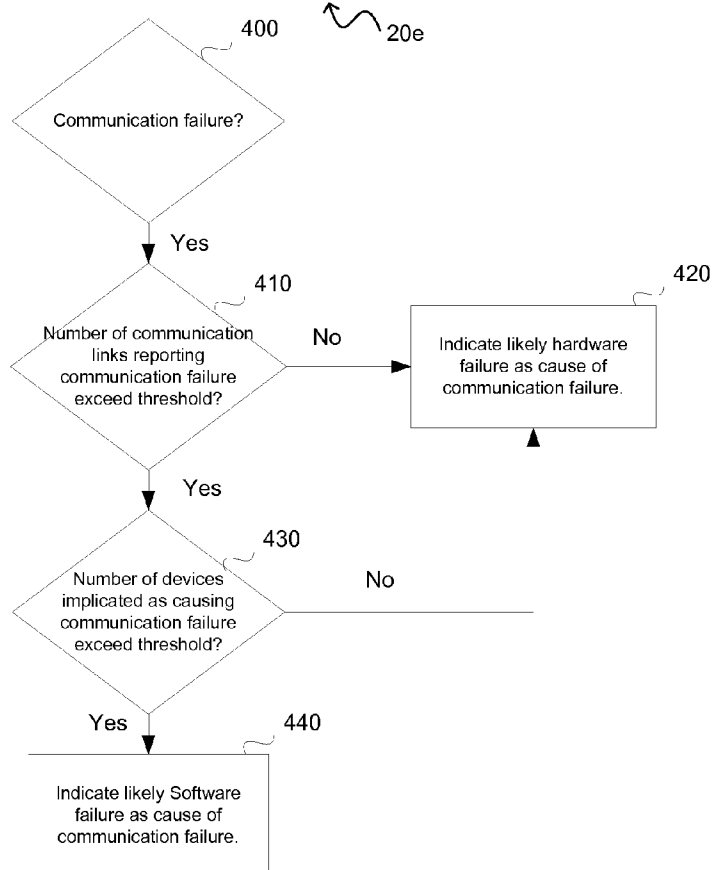 20e
400
Communication failure?
Yes
410
Number of communication
links reporting
communication failure
exceed threshold?
No
420
Indicate likely hardware
failure as cause of
communication failure.
Yes
430
Number of devices
implicated as causing
communication failure
exceed threshold?
No
Yes
440
Indicate likely Software
failure as cause of
communication failure.